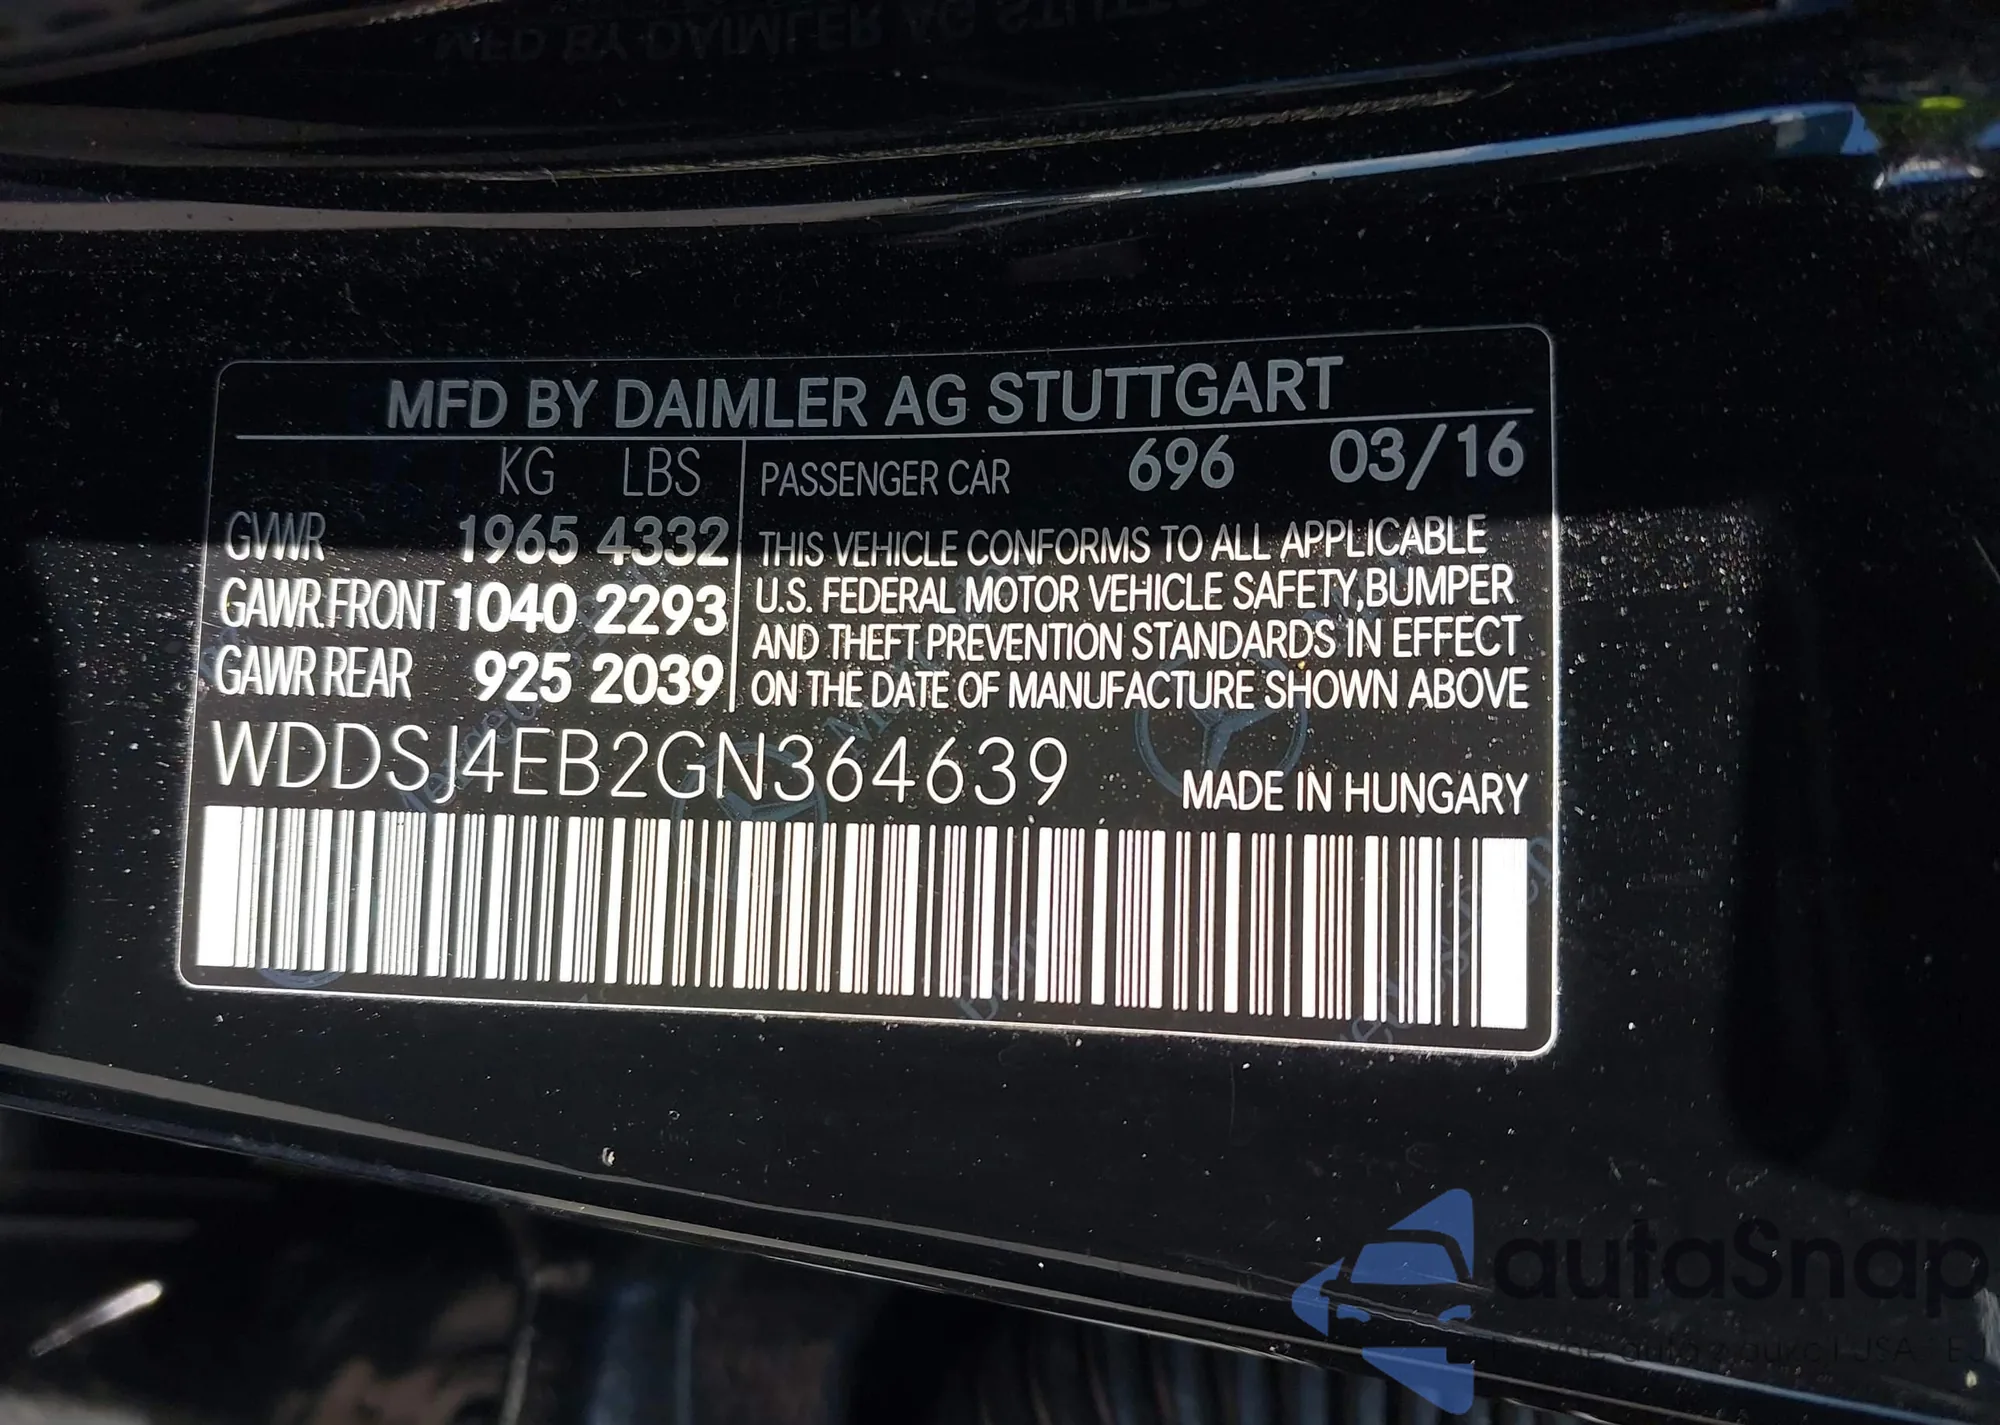 MFD BY DAIMLER AG STUTTGART
KG LBS
PASSENGER CAR 696 03/16
GVWR 1965 4332
GAWR FRONT 1040 2293
GAWR REAR 925 2039
THIS VEHICLE CONFORMS TO ALL APPLICABLE
U.S. FEDERAL MOTOR VEHICLE SAFETY, BUMPER
AND THEFT PREVENTION STANDARDS IN EFFECT
ON THE DATE OF MANUFACTURE SHOWN ABOVE
WDDSJ4EB2GN364639
MADE IN HUNGARY
autaSnap